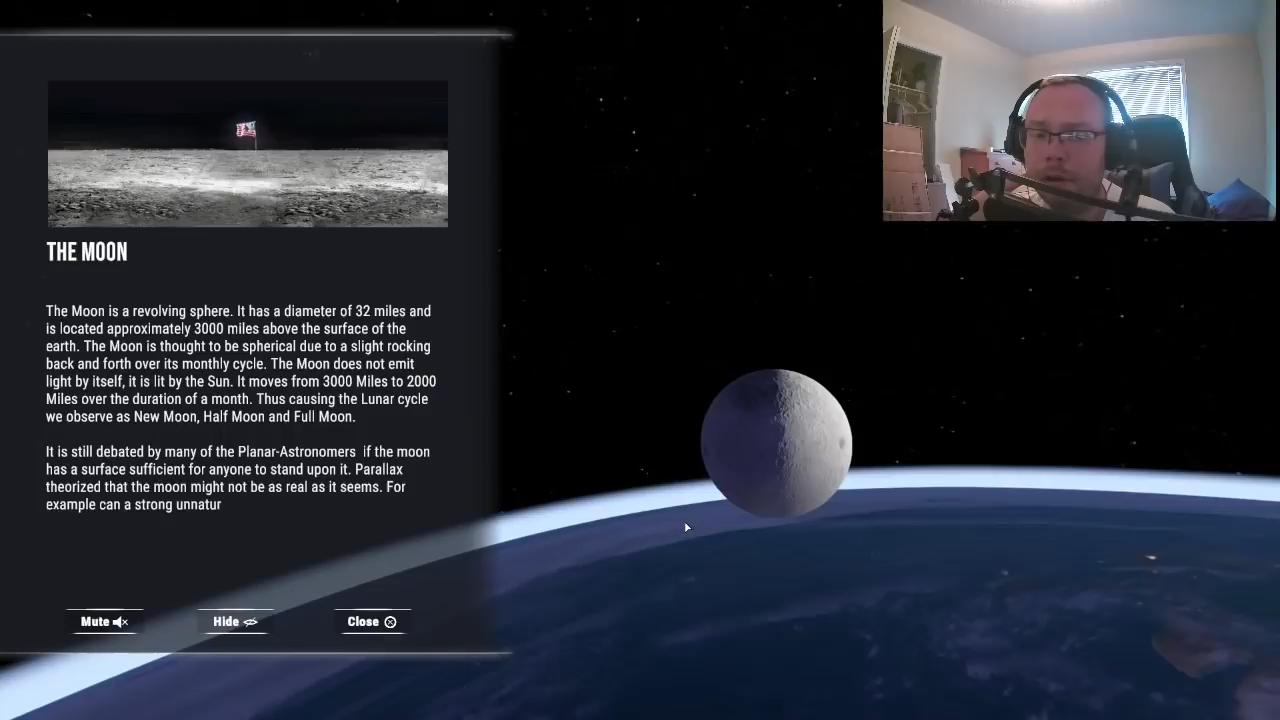 THE MOON
The Moon is a revolving sphere. It has a diameter of 32 miles and
is located approximately 3000 miles above the surface of the
earth. The Moon is thought to be spherical due to a slight rocking
back and forth over its monthly cycle. The Moon does not emit
light by itself, it is lit by the Sun. It moves from 3000 Miles to 2000
Miles over the duration of a month. Thus causing the Lunar cycle
we observe as New Moon, Half Moon and Full Moon.
It is still debated by many of the Planar-Astronomers  if the moon
has a surface sufficient for anyone to stand upon it. Parallax
theorized that the moon might not be as real as it seems. For
example can a strong unnatur
Mute
Hide
Close